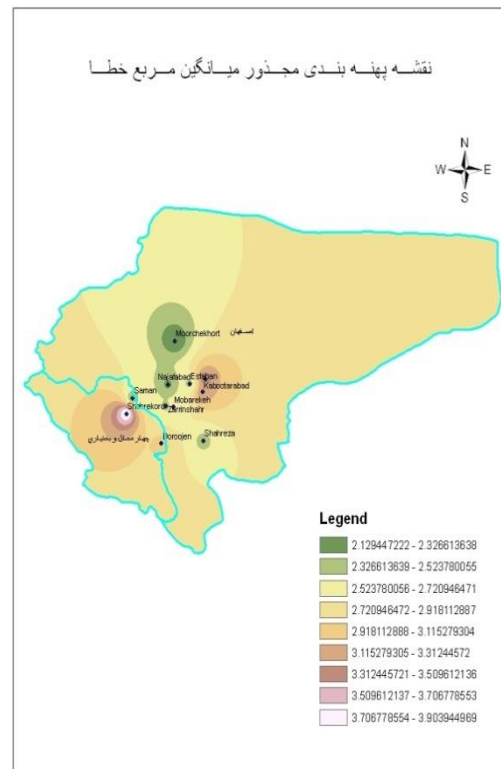 نقشه پهنه بندی مجذور میانگین مربع خطا
N
W E
S
Moorchekhort
اصفهان
Najafabad
Esfahan
Kabootarabad
Saman
Mobarekeh
Shahrekord
Zarrinshahr
چهار محال و بختیاری
Boroojen
Shahreza
Legend
2.129447222 - 2.326613638
2.326613639 - 2.523780055
2.523780056 - 2.720946471
2.720946472 - 2.918112887
2.918112888 - 3.115279304
3.115279305 - 3.31244572
3.312445721 - 3.509612136
3.509612137 - 3.706778553
3.706778554 - 3.903944969